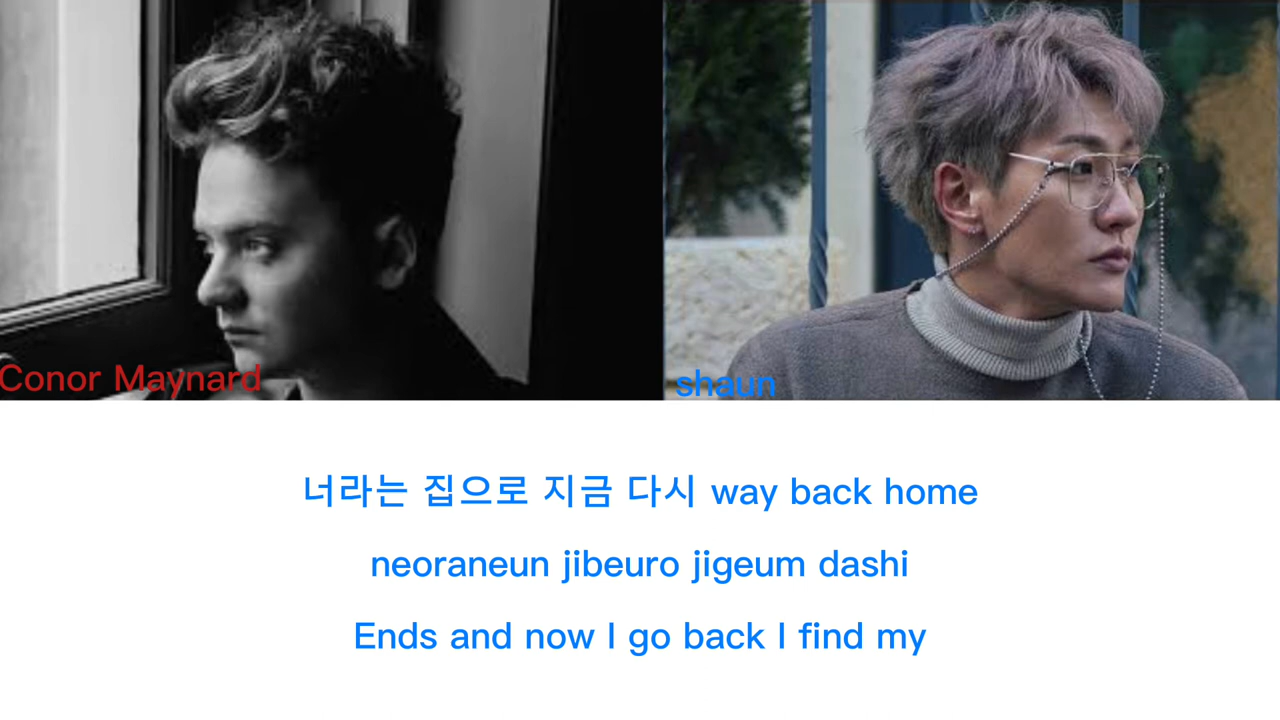 Conor Maynard
shaun
너라는 집으로 지금 다시 way back home
neoraneun jibeuro jigeum dashi
Ends and now I go back I find my